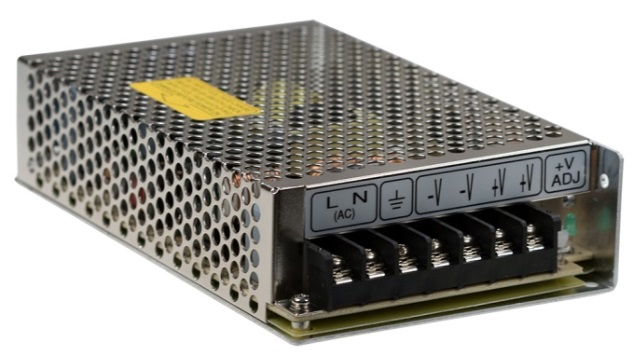 L N
(AC)
-V -V +V +V
+V
ADJ